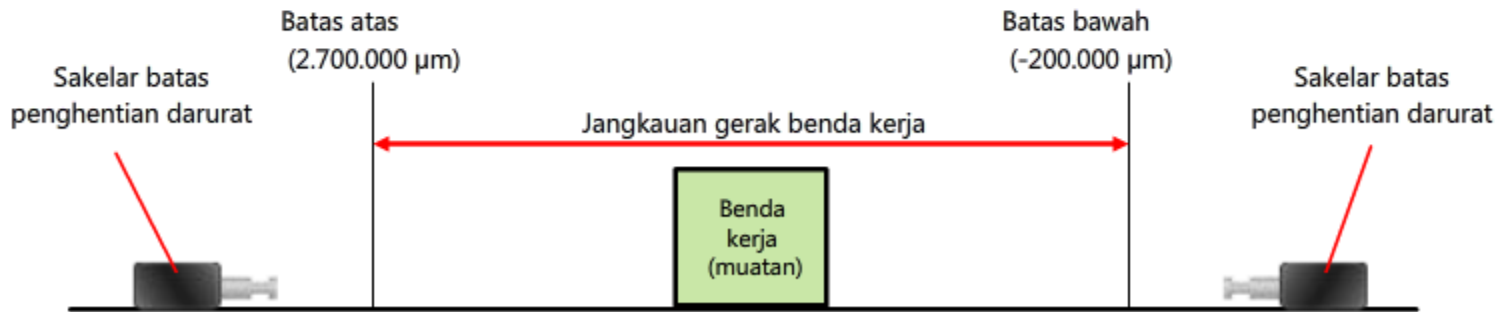 Batas atas
(2.700.000 μm)
Batas bawah
(-200.000 μm)
Sakelar batas
penghentian darurat
Sakelar batas
penghentian darurat
Jangkauan gerak benda kerja
Benda
kerja
(muatan)